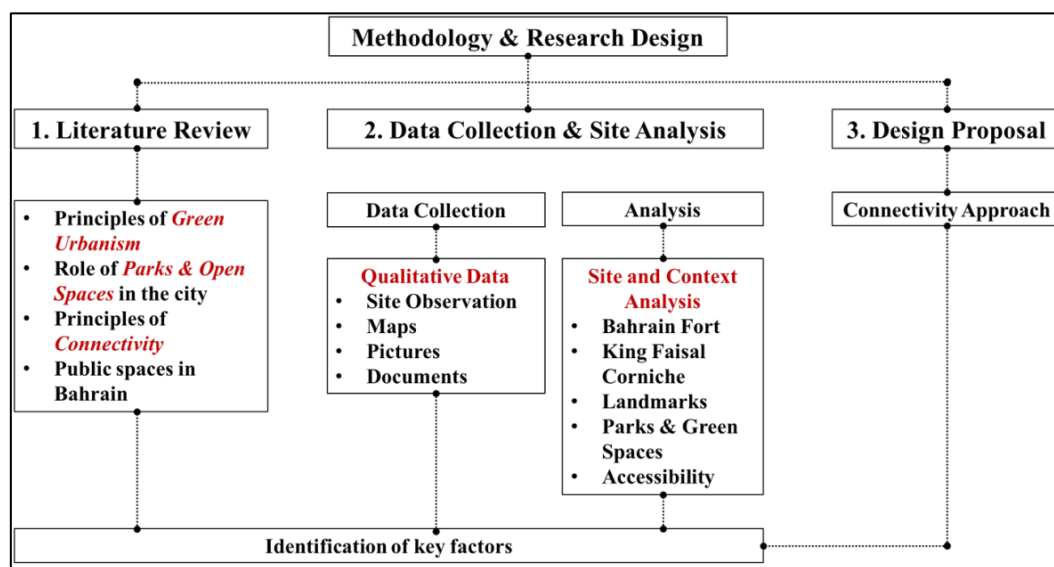 Methodology & Research Design
1. Literature Review
2. Data Collection & Site Analysis
3. Design Proposal
• Principles of Green
Urbanism
• Role of Parks & Open
Spaces in the city
• Principles of
Connectivity
• Public spaces in
Bahrain
Data Collection
Qualitative Data
• Site Observation
• Maps
• Pictures
• Documents
Analysis
Site and Context
Analysis
• Bahrain Fort
• King Faisal
Corniche
• Landmarks
• Parks & Green
Spaces
• Accessibility
Connectivity Approach
Identification of key factors